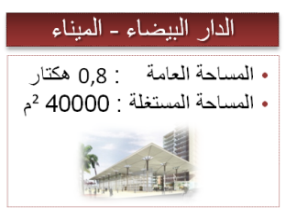 الدار البيضاء - الميناء
• المساحة العامة : 0,8 هكتار
• المساحة المستغلة : 40000 م²